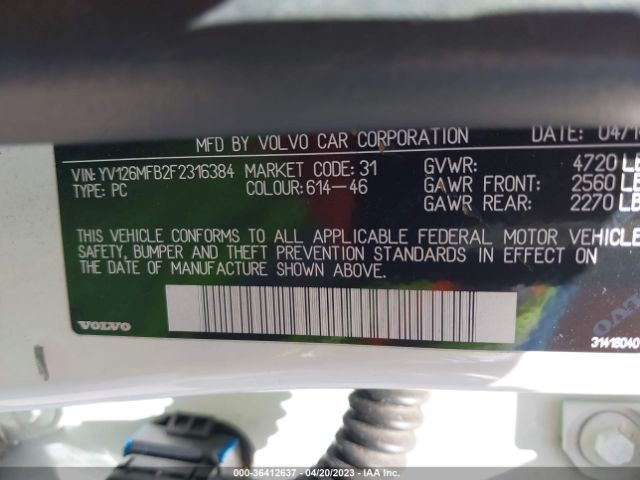 MFD BY VOLVO CAR CORPORATION DATE: 04/1
VIN: YV126MFB2F2316384 MARKET CODE: 31 GVWR: 4720 LB
TYPE: PC COLOUR: 614-46 GAWR FRONT: 2560 LB
GAWR REAR: 2270 LB
THIS VEHICLE CONFORMS TO ALL APPLICABLE FEDERAL MOTOR VEHICLE
SAFETY, BUMPER AND THEFT PREVENTION STANDARDS IN EFFECT ON
THE DATE OF MANUFACTURE SHOWN ABOVE.
VOLVO
31418040
© Copyright - 36412637 - 04/20/2023 - IAA Inc.